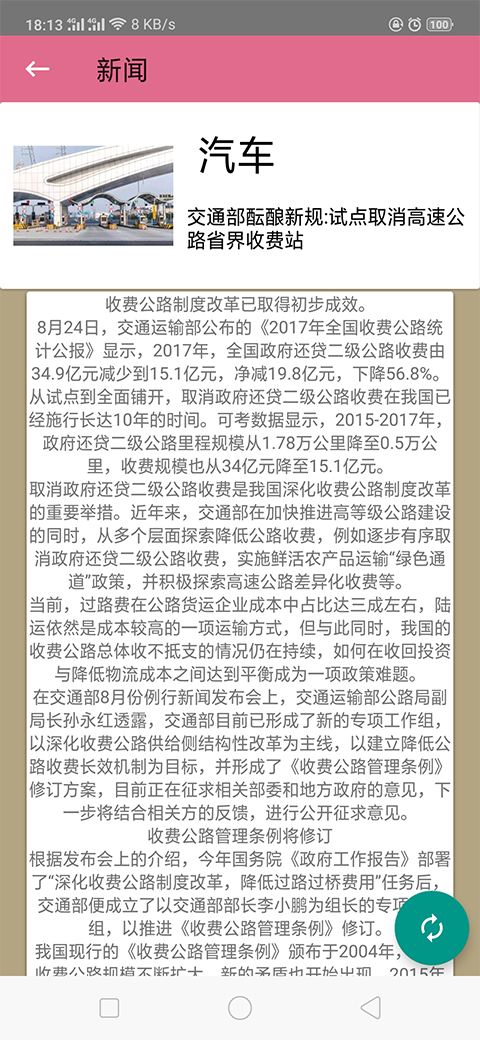 18:13 4G 4G 8 KB/s 100
新闻
汽车
交通部酝酿新规:试点取消高速公
路省界收费站
收费公路制度改革已取得初步成效。
8月24日，交通运输部公布的《2017年全国收费公路统
计公报》显示，2017年，全国政府还贷二级公路收费由
34.9亿元减少到15.1亿元，净减19.8亿元，下降56.8%。
从试点到全面铺开，取消政府还贷二级公路收费在我国已
经施行长达10年的时间。可考数据显示，2015-2017年，
政府还贷二级公路里程规模从1.78万公里降至0.5万公
里，收费规模也从34亿元降至15.1亿元。
取消政府还贷二级公路收费是我国深化收费公路制度改革
的重要举措。近年来，交通部在加快推进高等级公路建设
的同时，从多个层面探索降低公路收费，例如逐步有序取
消政府还贷二级公路收费，实施鲜活农产品运输“绿色通
道”政策，并积极探索高速公路差异化收费等。
当前，过路费在公路货运企业成本中占比达三成左右，陆
运依然是成本较高的一项运输方式，但与此同时，我国的
收费公路总体收不抵支的情况仍在持续，如何在收回投资
与降低物流成本之间达到平衡成为一项政策难题。
在交通部8月份例行新闻发布会上，交通运输部公路局副
局长孙永红透露，交通部目前已形成了新的专项工作组，
以深化收费公路供给侧结构性改革为主线，以建立降低公
路收费长效机制为目标，并形成了《收费公路管理条例》
修订方案，目前正在征求相关部委和地方政府的意见，下
一步将结合相关方的反馈，进行公开征求意见。
收费公路管理条例将修订
根据发布会上的介绍，今年国务院《政府工作报告》部署
了“深化收费公路制度改革，降低过路过桥费用”任务后，
交通部便成立了以交通部部长李小鹏为组长的专项
组，以推进《收费公路管理条例》修订。
我国现行的《收费公路管理条例》颁布于2004年，
收费公路规模不断扩大，新的矛盾也开始出现。2015年